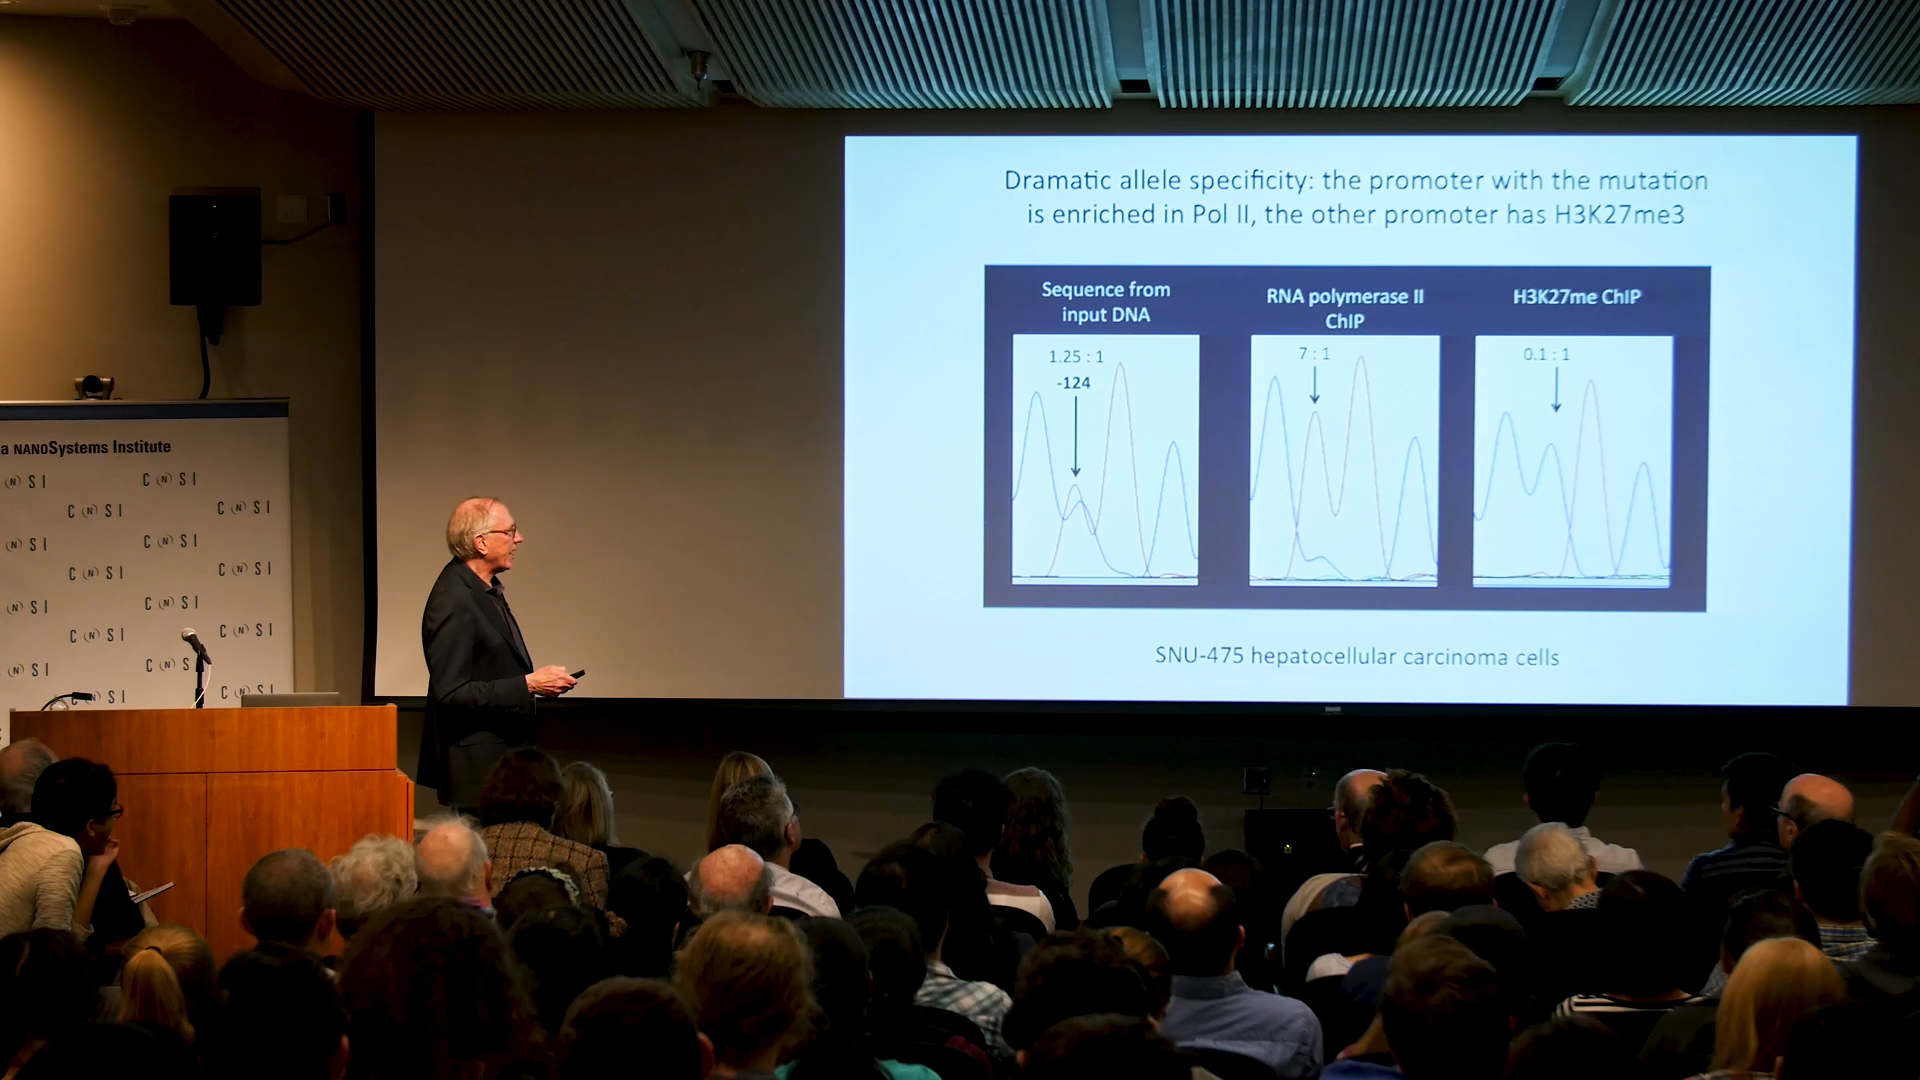 Dramatic allele specificity: the promoter with the mutation
is enriched in Pol II, the other promoter has H3K27me3
Sequence from
input DNA
1.25 : 1
-124
RNA polymerase II
ChIP
7 : 1
H3K27me ChIP
0.1 : 1
SNU-475 hepatocellular carcinoma cells
a NANOSystems Institute
(N) S I
C (N) S I
C (N) S I
C (N) S I
(N) S I
C (N) S I
C (N) S I
C (N) S I
(N) S I
C (N) S I
C (N) S I
C (N) S I
(N) S I
C (N) S
C (N) S I
(N) S I